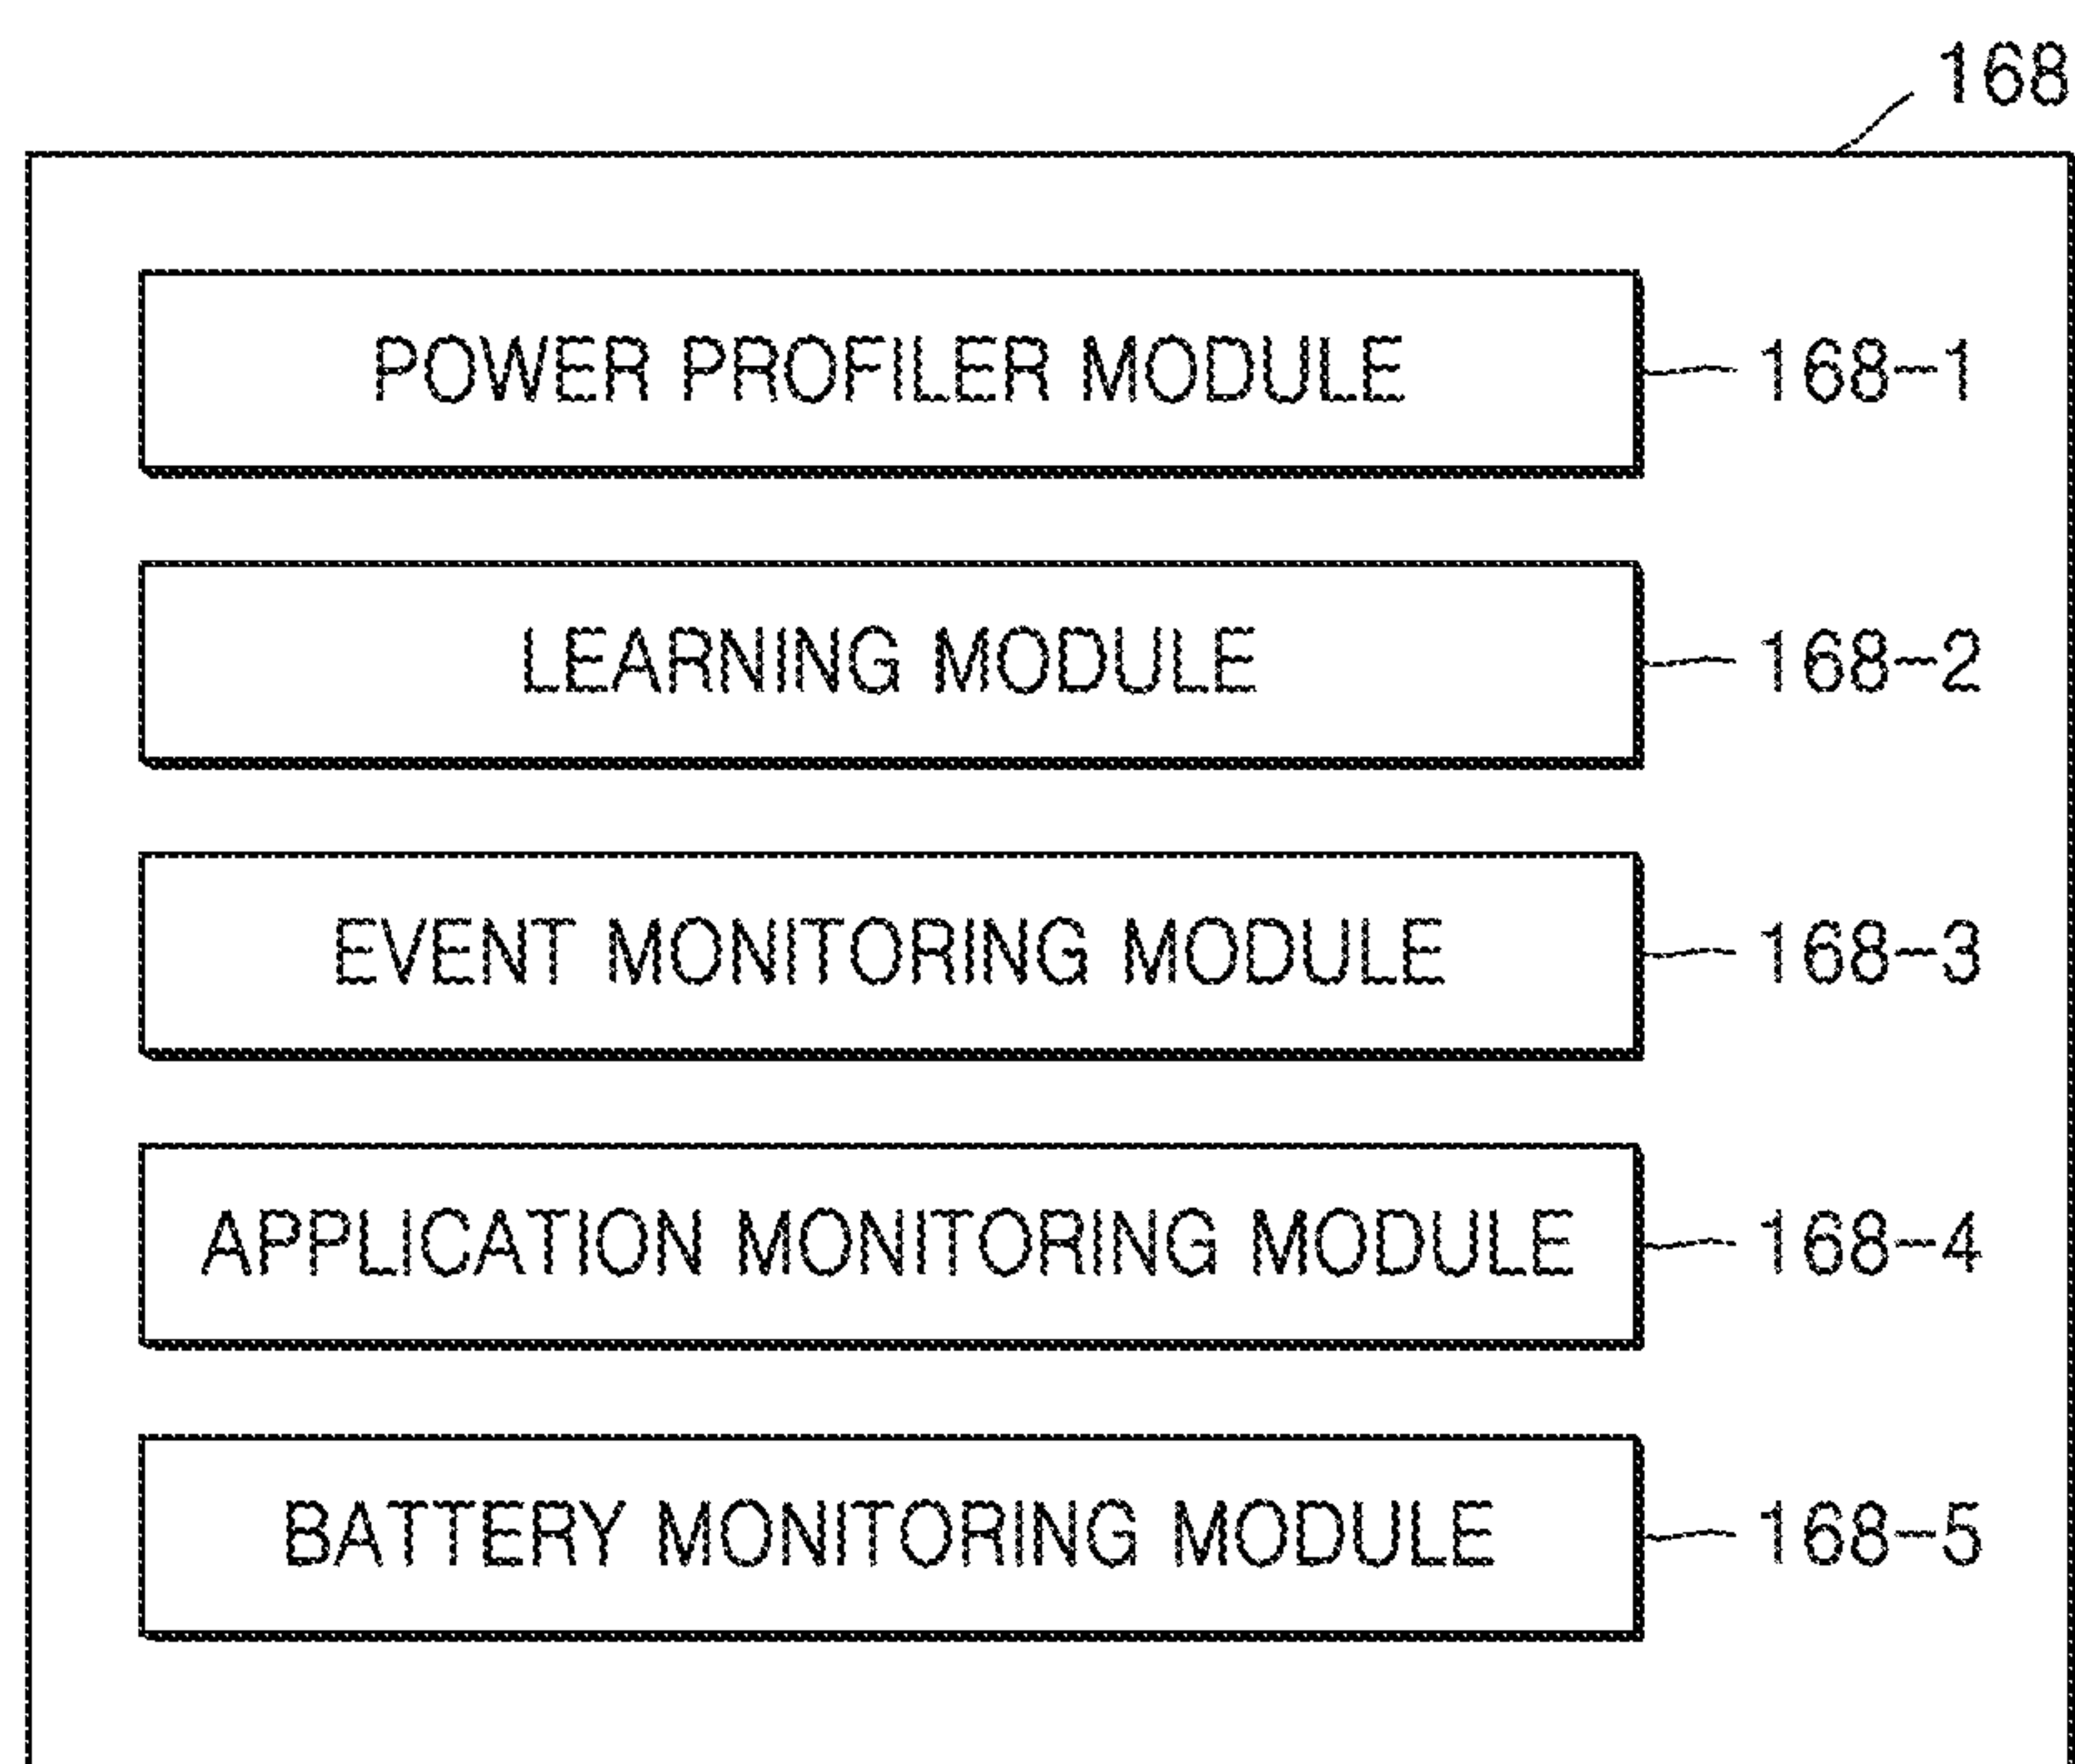 168
POWER PROFILER MODULE 168-1
LEARNING MODULE 168-2
EVENT MONITORING MODULE 168-3
APPLICATION MONITORING MODULE 168-4
BATTERY MONITORING MODULE 168-5